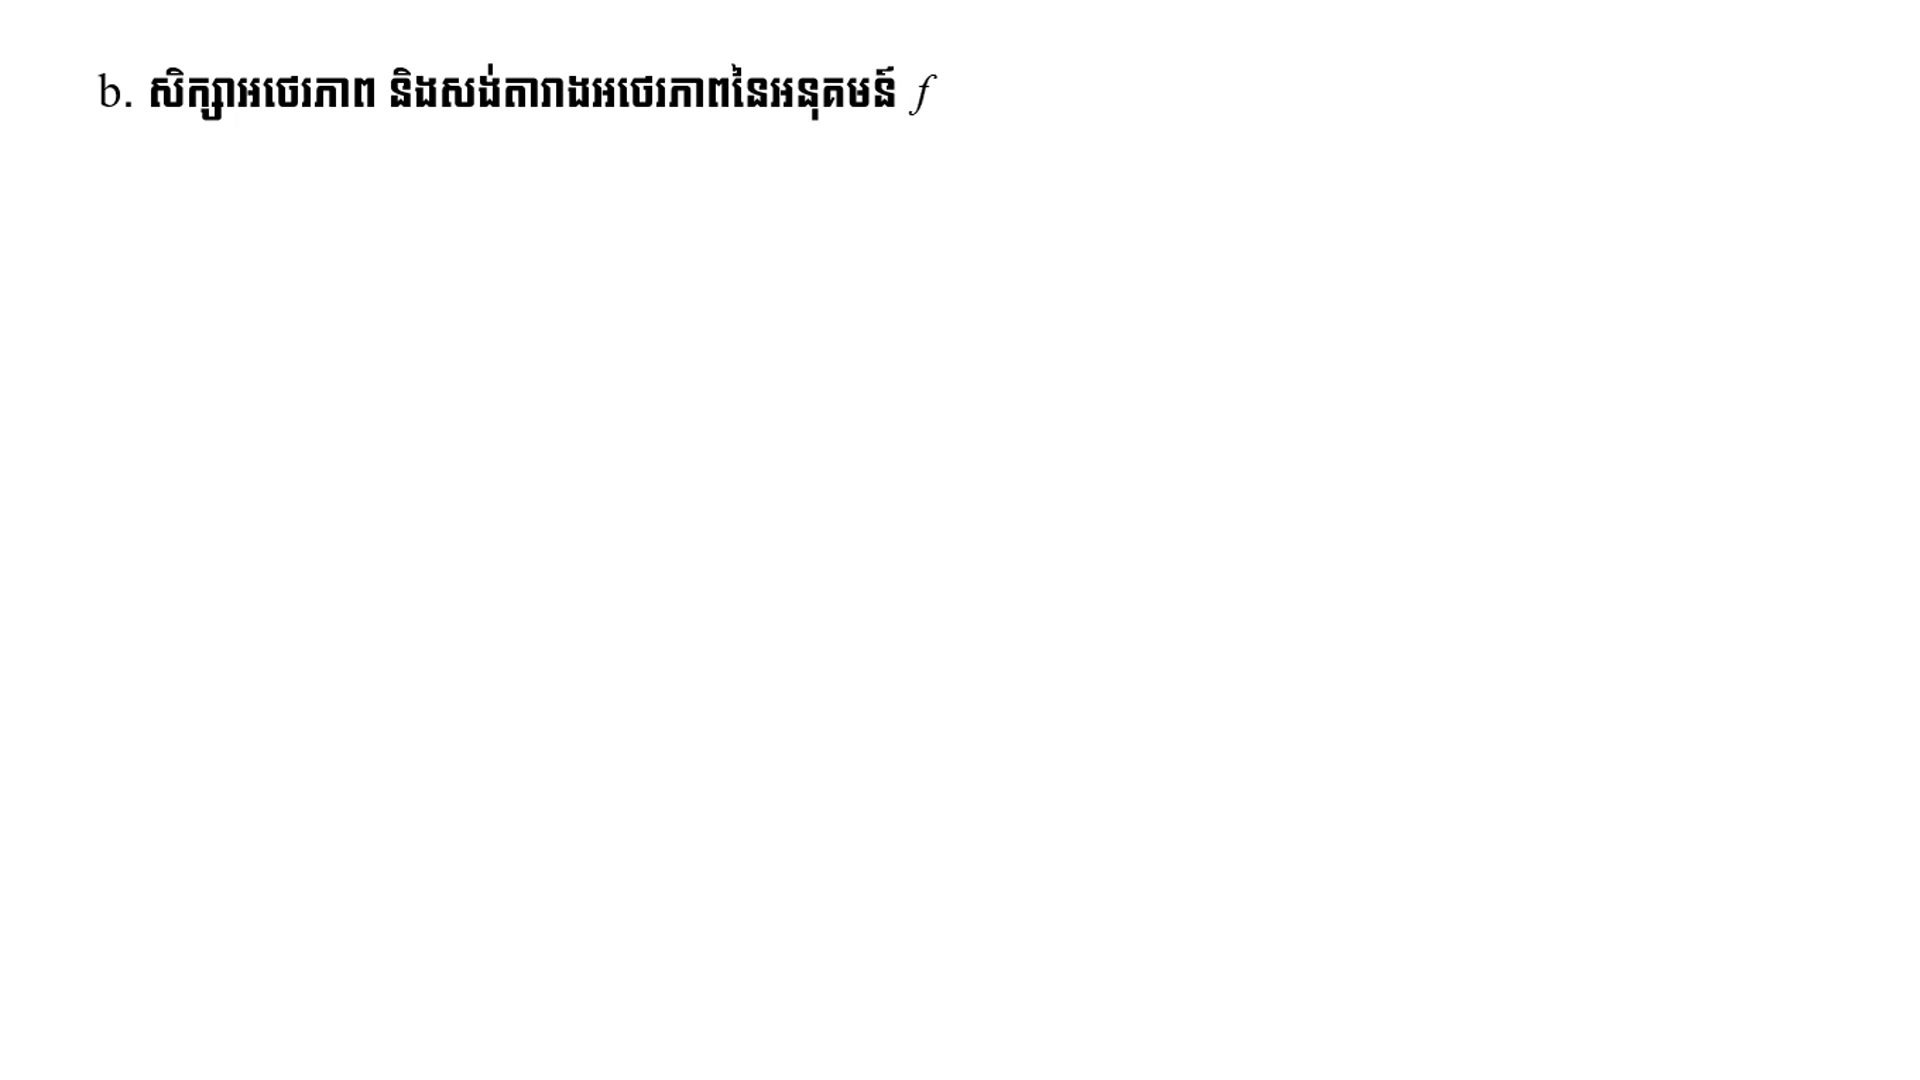 b. សិក្សាអថេរភាព និងសង់តារាងអថេរភាពនៃអនុគមន៍ f